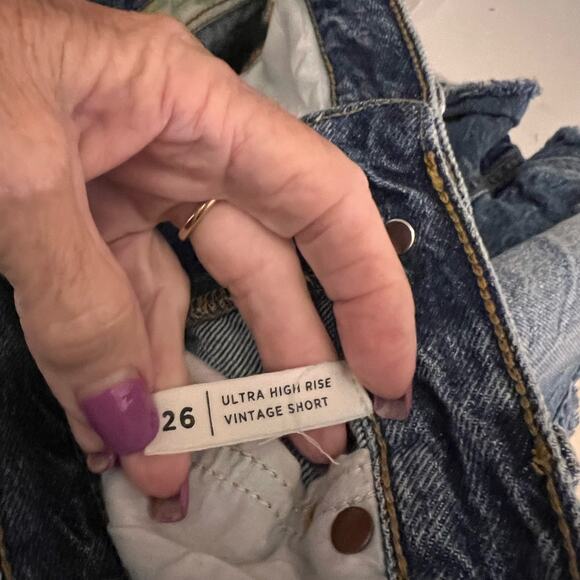 26
ULTRA HIGH RISE
VINTAGE SHORT